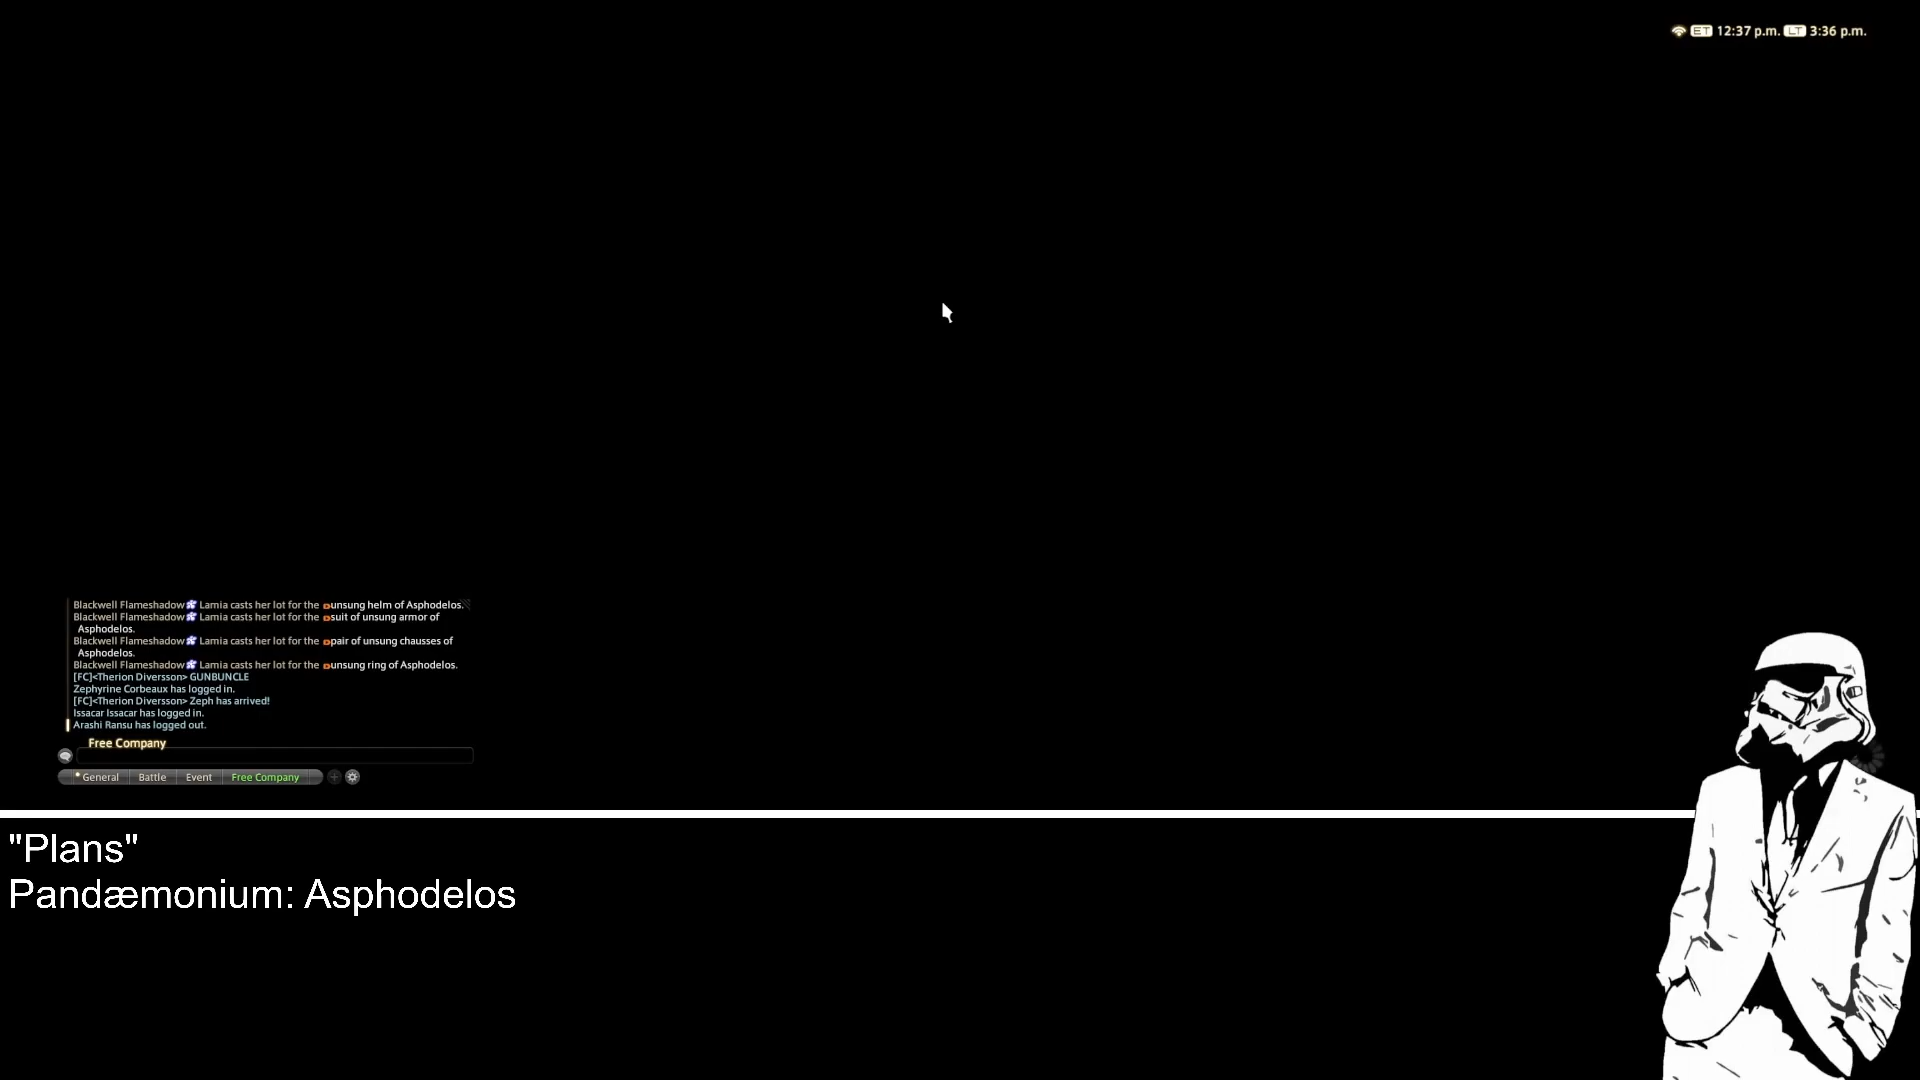 ET 12:37 p.m. LT 3:36 p.m.
Blackwell Flameshadow Lamia casts her lot for the unsung helm of Asphodelos.
Blackwell Flameshadow Lamia casts her lot for the suit of unsung armor of
Asphodelos.
Blackwell Flameshadow Lamia casts her lot for the pair of unsung chausses of
Asphodelos.
Blackwell Flameshadow Lamia casts her lot for the unsung ring of Asphodelos.
[FC]<Therion Diversson> GUNBUNCLE
Zephyrine Corbeaux has logged in.
[FC]<Therion Diversson> Zeph has arrived!
Issacar Issacar has logged in.
Arashi Ransu has logged out.
Free Company
General Battle Event Free Company
"Plans"
Pandæmonium: Asphodelos